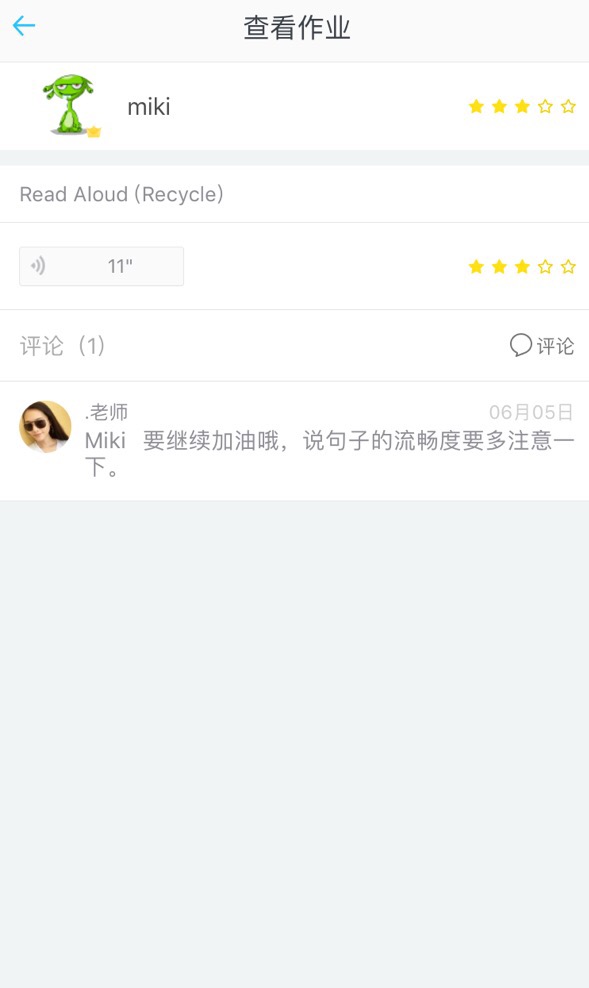 查看作业
miki
Read Aloud (Recycle)
11"
评论 (1)
评论
.老师
06月05日
Miki 要继续加油哦，说句子的流畅度要多注意一
下。